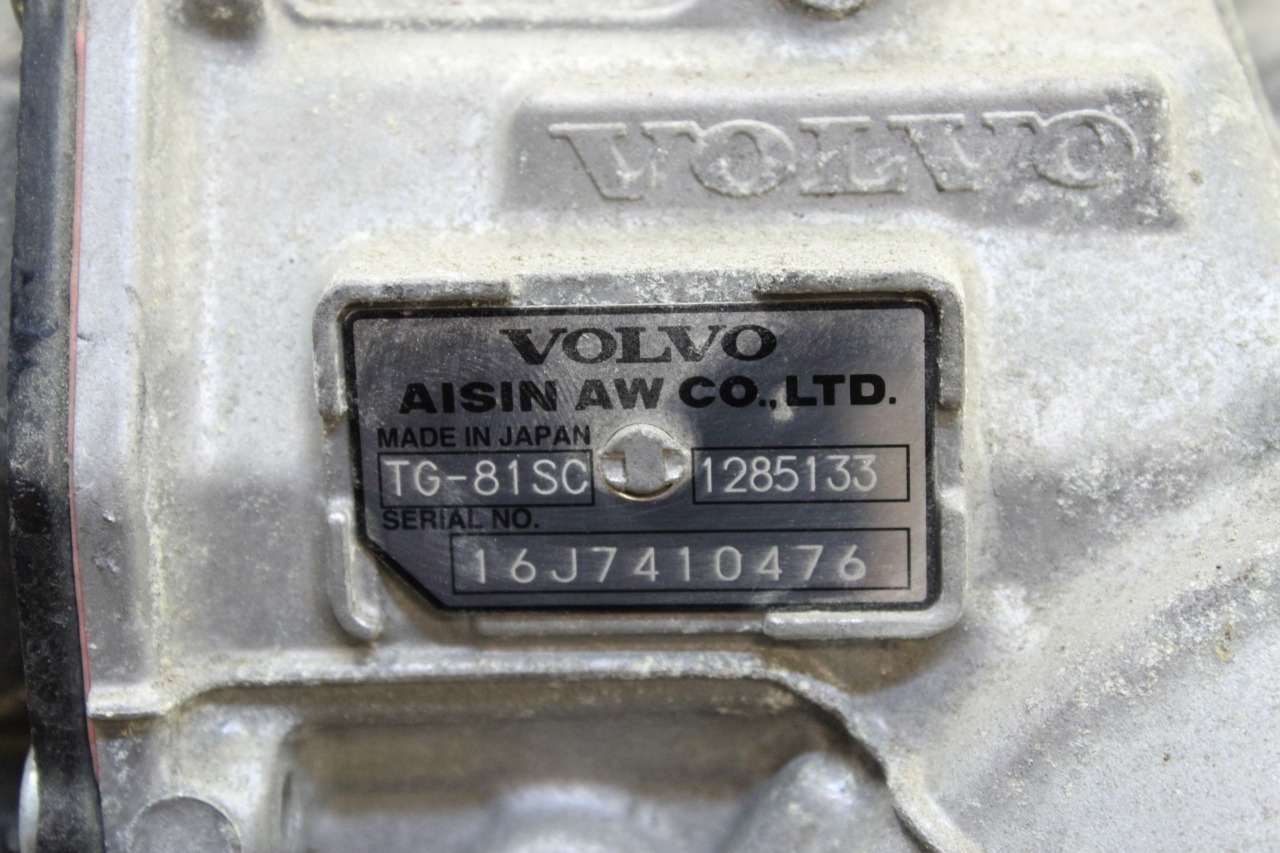 VOLVO
VOLVO
AISIN AW CO., LTD.
MADE IN JAPAN
TG-81SC 1285133
SERIAL NO.
16J7410476